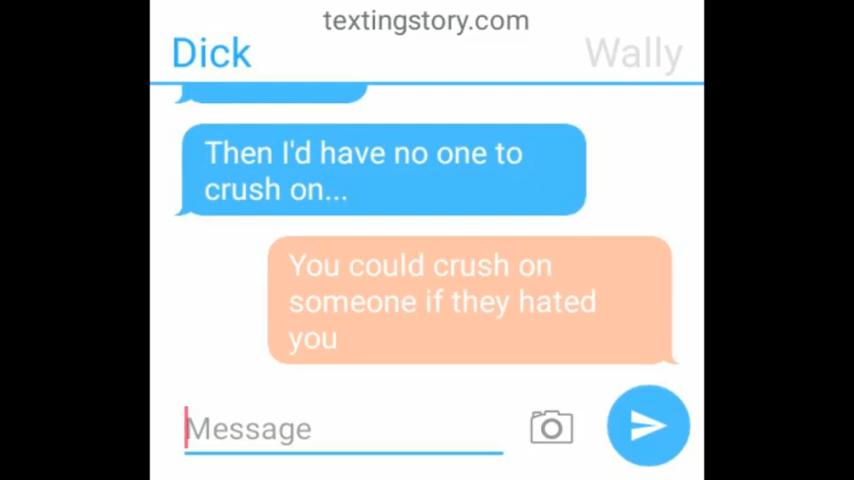 textingstory.com
Dick Wally
Then I'd have no one to
crush on...
You could crush on
someone if they hated
you
Message